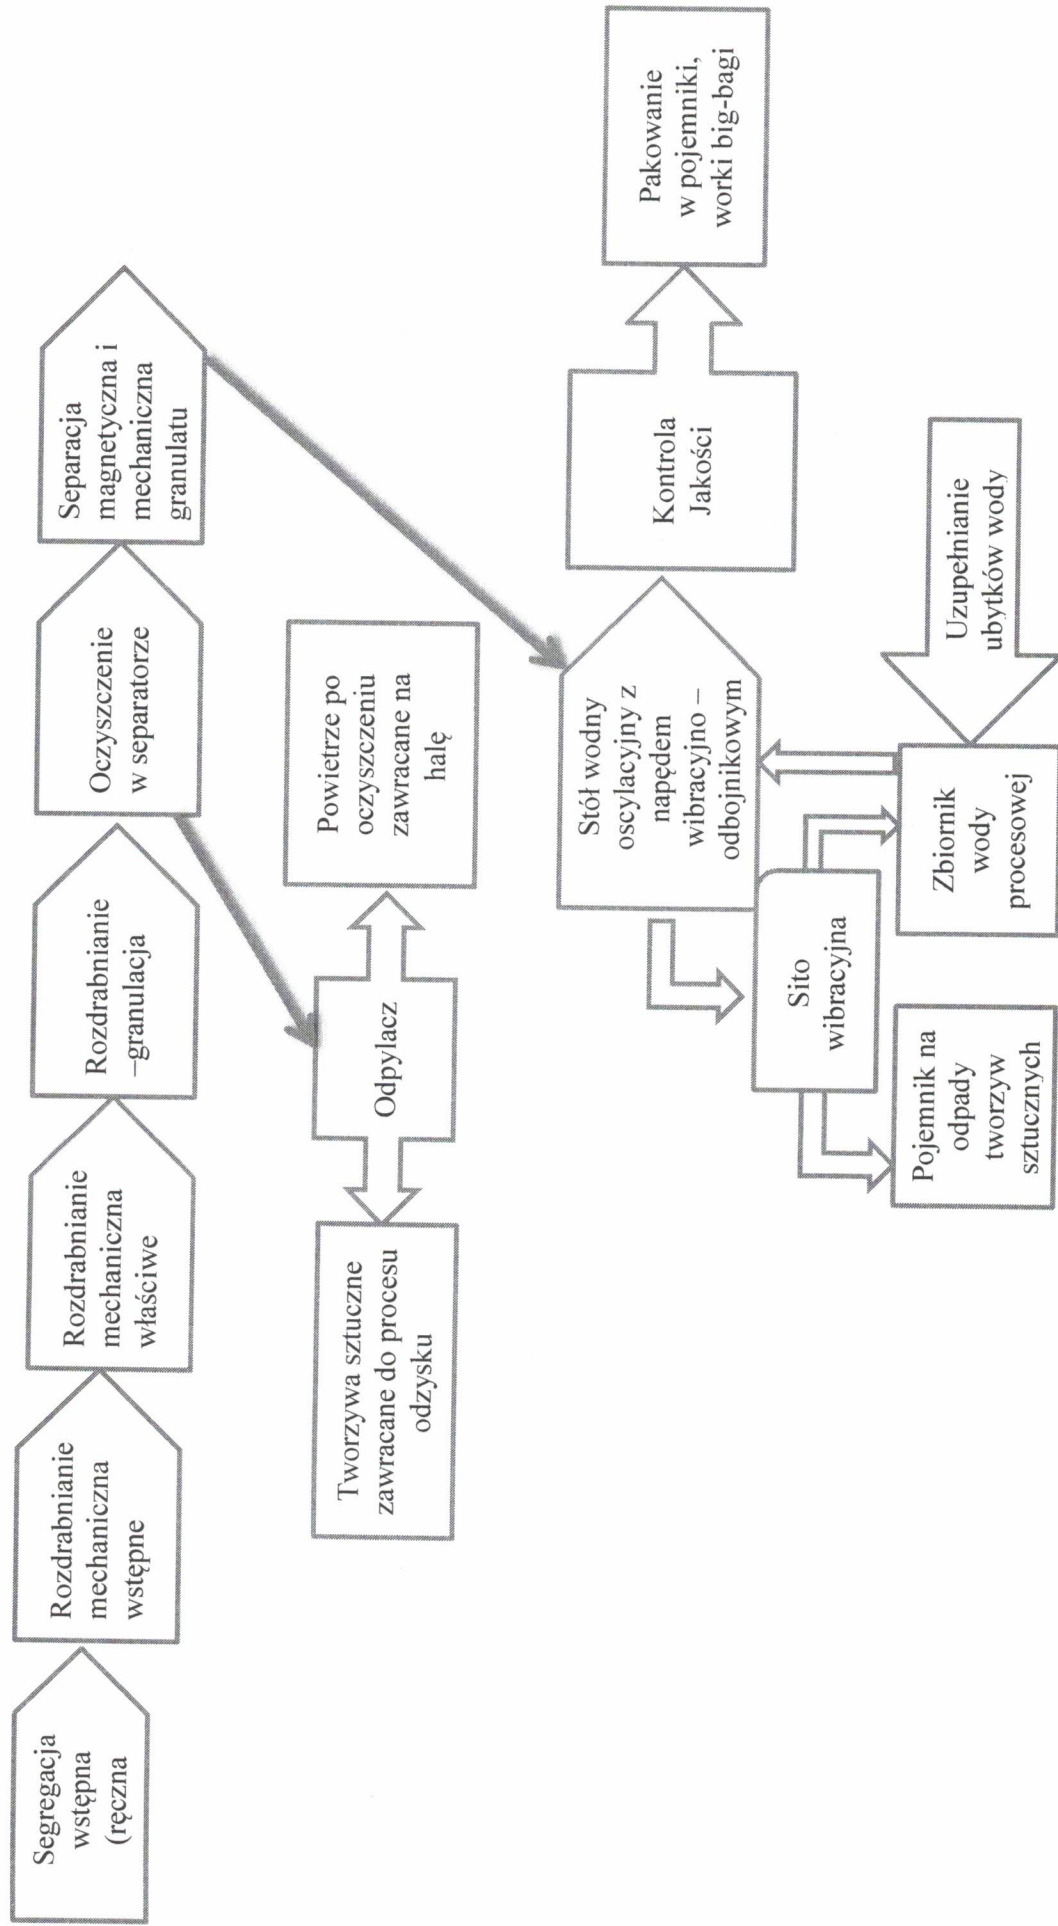 Segregacja
wstępna
(ręczna
Rozdrabnianie
mechaniczna
wstępne
Rozdrabnianie
mechaniczna
właściwe
Rozdrabnianie
–granulacja
Oczyszczenie
w separatorze
Separacja
magnetyczna i
mechaniczna
granulatu
Tworzywa sztuczne
zawracane do procesu
odzysku
Odpylacz
Powietrze po
oczyszczeniu
zawracane na
halę
Stół wodny
oscylacyjny z
napędem
wibracyjno –
odbojnikowym
Kontrola
Jakości
Pakowanie
w pojemniki,
worki big-bagi
Sito
wibracyjna
Pojemnik na
odpady
tworzyw
sztucznych
Zbiornik
wody
procesowej
Uzupełnianie
ubytków wody